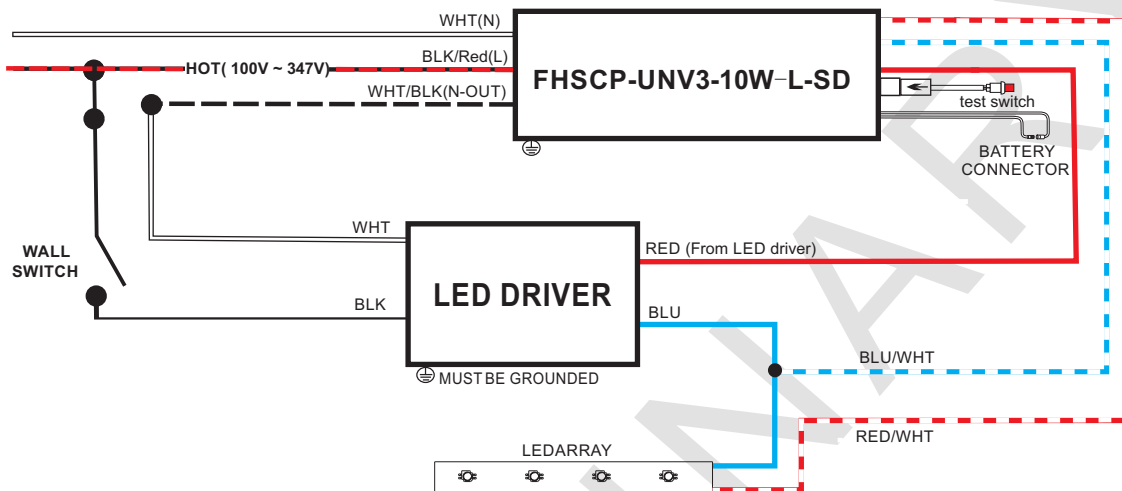 WHT(N)
BLK/Red(L)
HOT( 100V ~ 347V)
WHT/BLK(N-OUT)
FHSCP-UNV3-10W-L-SD
test switch
BATTERY
CONNECTOR
WALL
SWITCH
WHT
BLK
LED DRIVER
RED (From LED driver)
BLU
MUST BE GROUNDED
BLU/WHT
RED/WHT
LEDARRAY